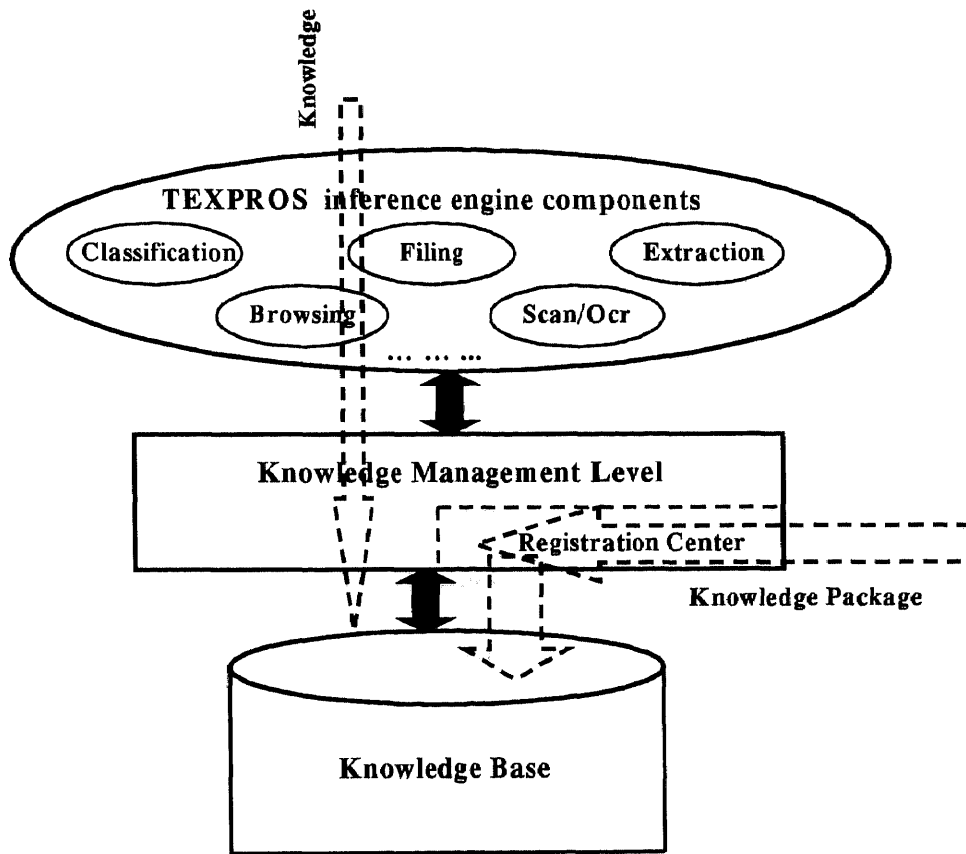 Knowledge
TEXPROS inference engine components
Classification
Filing
Extraction
Browsing
Scan/Ocr
... ... ...
Knowledge Management Level
Registration Center
Knowledge Package
Knowledge Base